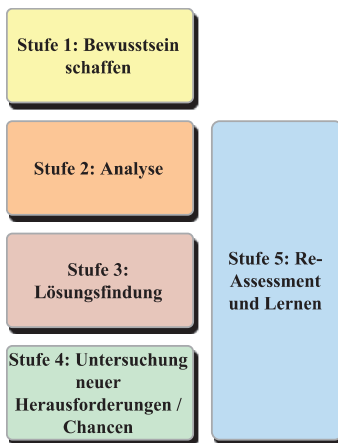 Stufe 1: Bewusstsein
schaffen
Stufe 2: Analyse
Stufe 3:
Lösungsfindung
Stufe 4: Untersuchung
neuer
Herausforderungen /
Chancen
Stufe 5: Re-
Assessment
und Lernen